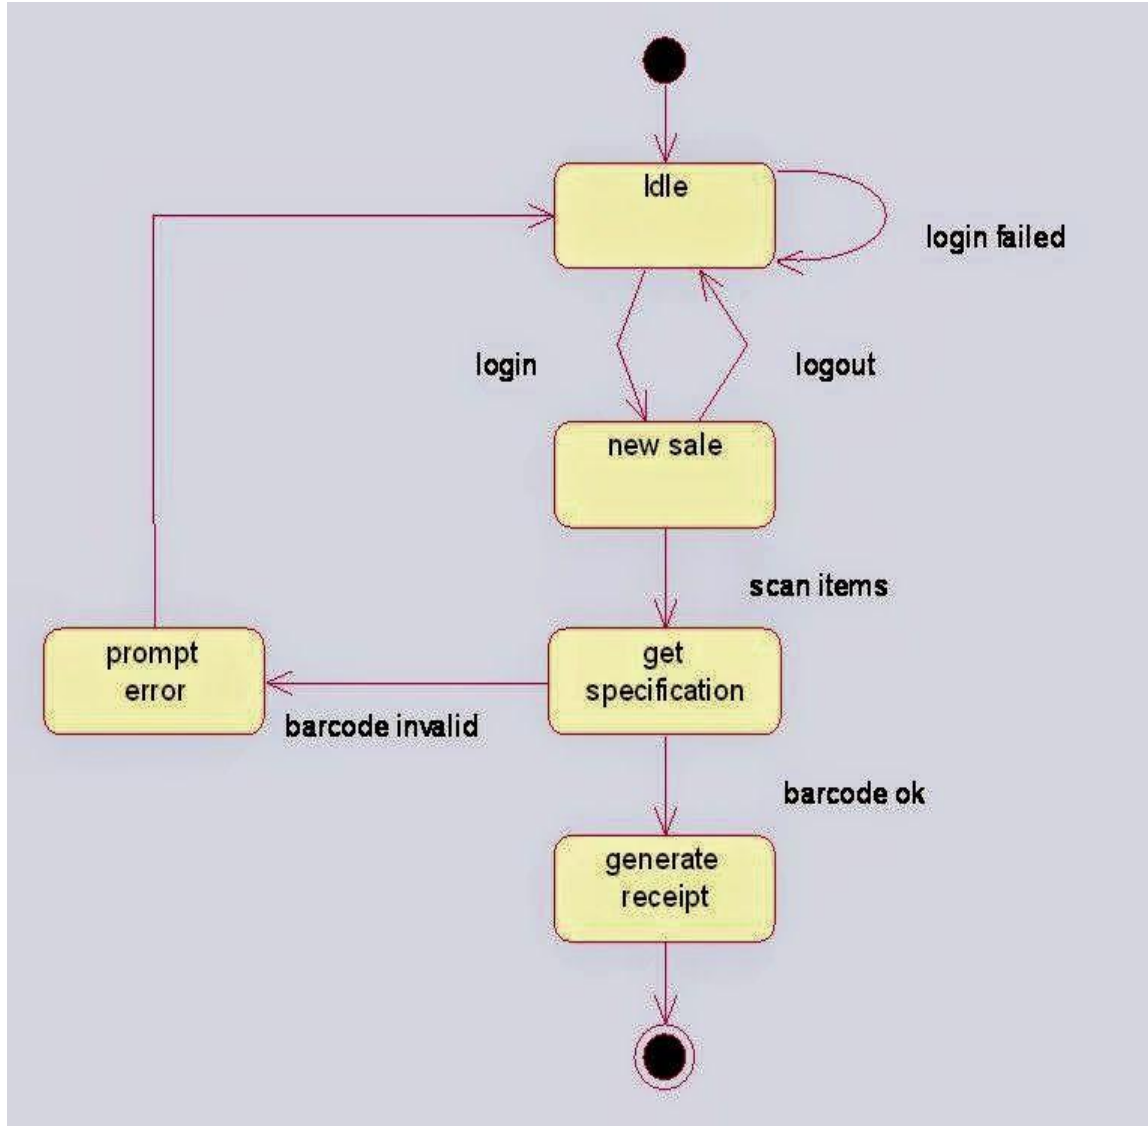 Idle
login failed
login
logout
new sale
scan items
prompt
error
get
specification
barcode invalid
barcode ok
generate
receipt